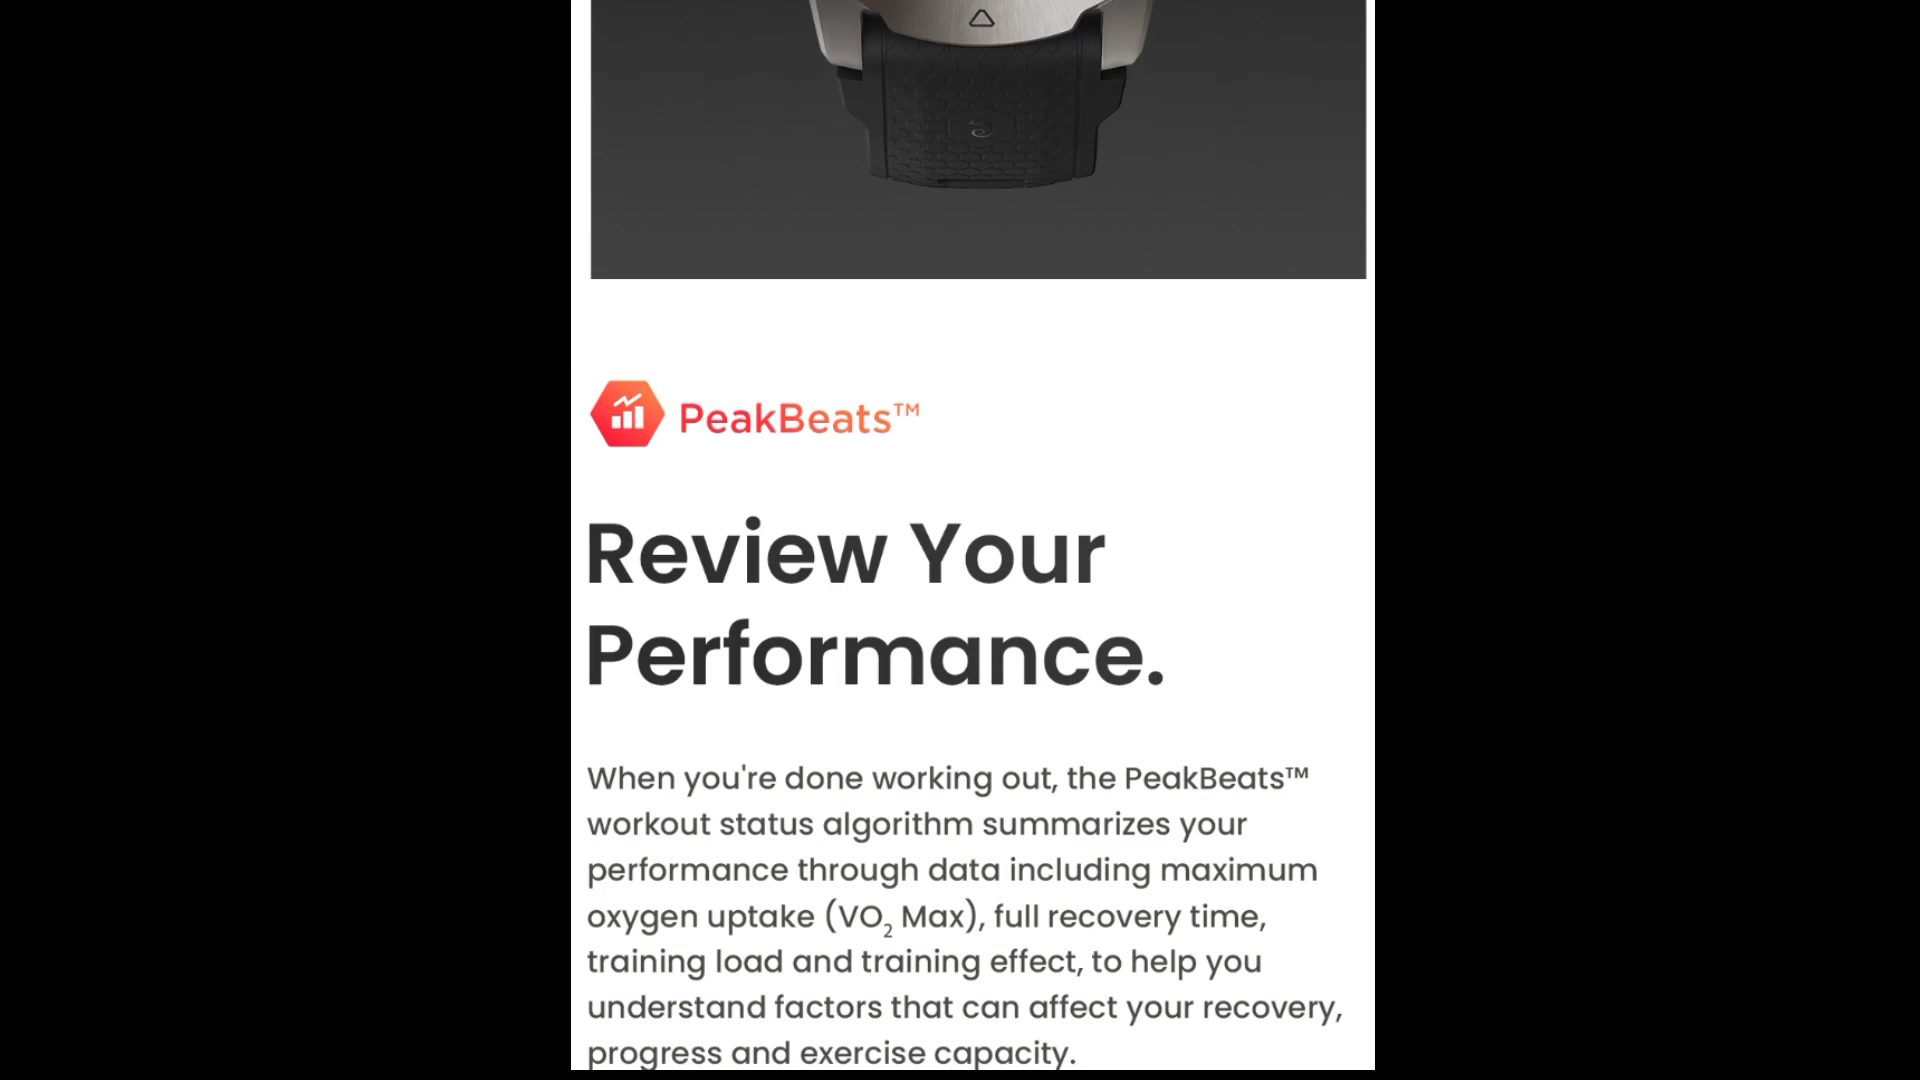 PeakBeats™
Review Your
Performance.
When you're done working out, the PeakBeats™
workout status algorithm summarizes your
performance through data including maximum
oxygen uptake (VO₂ Max), full recovery time,
training load and training effect, to help you
understand factors that can affect your recovery,
progress and exercise capacity.